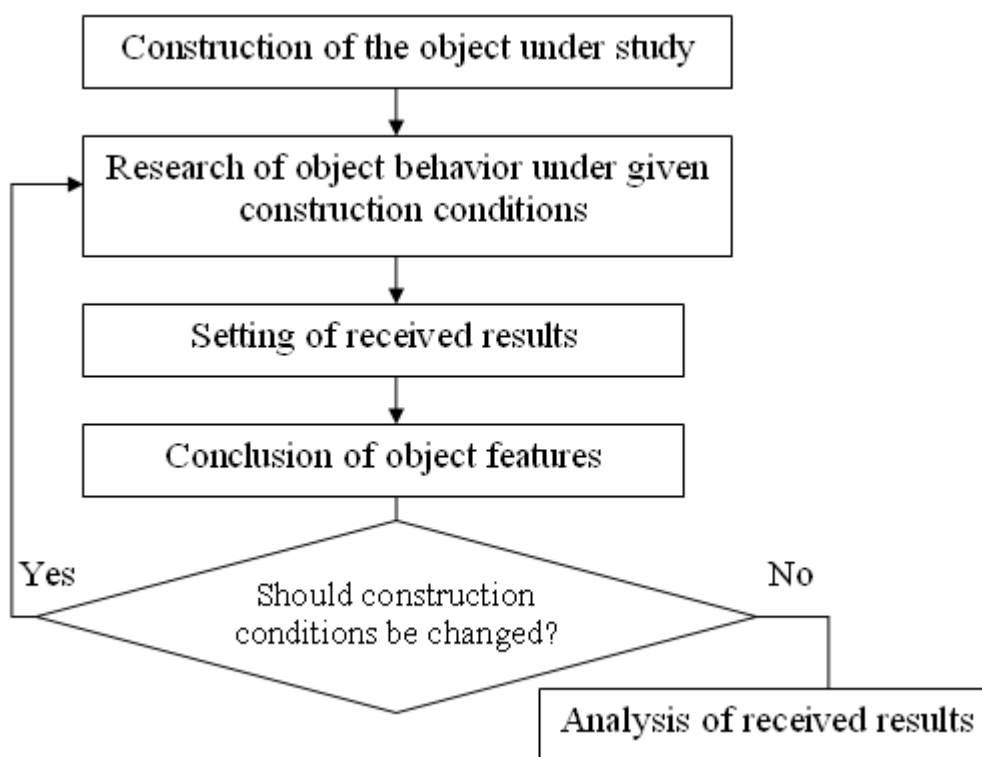 Construction of the object under study
Research of object behavior under given
construction conditions
Setting of received results
Conclusion of object features
Yes
No
Should construction
conditions be changed?
Analysis of received results